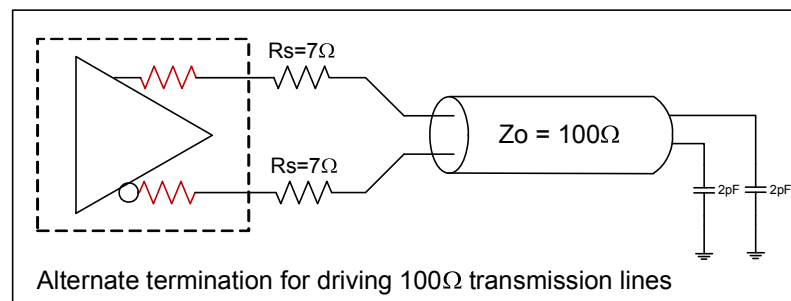 Rs=7Ω
Zo = 100Ω
Rs=7Ω
2pF 2pF
Alternate termination for driving 100Ω transmission lines